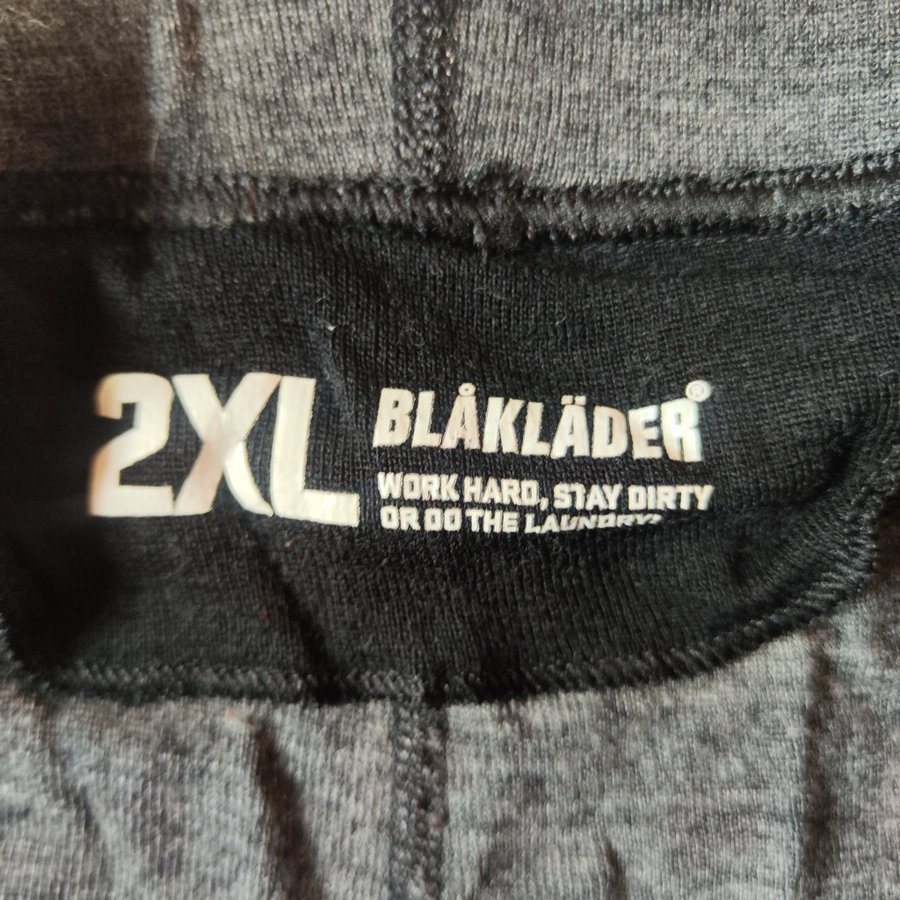 2XL
BLÅKLÄDER®
WORK HARD, STAY DIRTY
OR DO THE LAUNDRY?